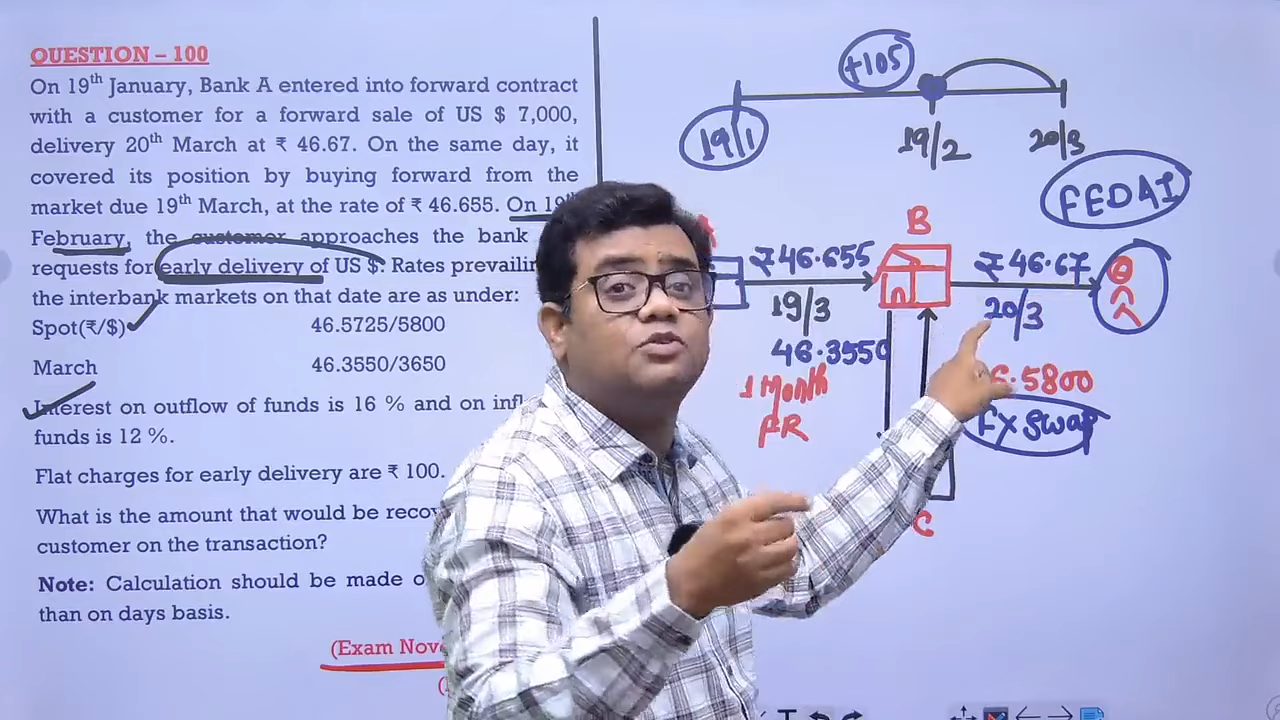 QUESTION – 100
On 19th January, Bank A entered into forward contract
with a customer for a forward sale of US $ 7,000,
delivery 20th March at ₹ 46.67. On the same day, it
covered its position by buying forward from the
market due 19th March, at the rate of ₹ 46.655. On 19th
February, the customer approaches the bank
requests for early delivery of US $. Rates
the interbank markets on that date are as under:
Spot(₹/$) 46.5725/5800
March 46.3550/3650
Interest on outflow of funds is 16 % and on
funds is 12 %.
Flat charges for early delivery are ₹ 100.
What is the amount that would be
customer on the transaction?
Note: Calculation should be made
than on days basis.
(Exam
+105
19/1
19/2
20/3
FEDAI
B
₹46.655
19/3
46.3550
1 Month
FR
₹46.67
20/3
.5800
FX SWAP
C